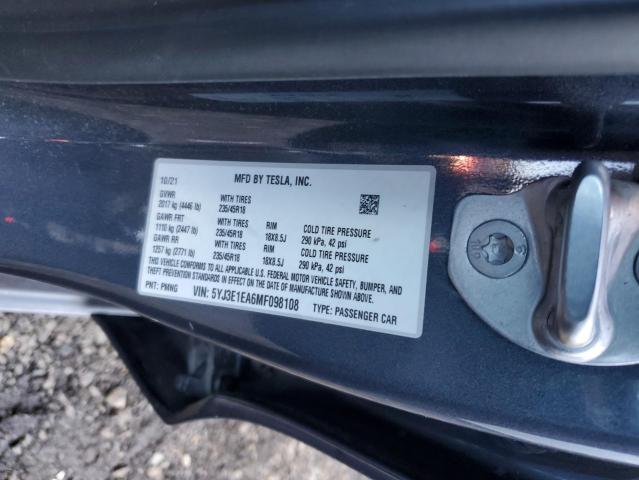 10/21 MFD BY TESLA, INC.
GVWR WITH TIRES
2017 kg (4446 lb) 235/45R18
GAWR FRT WITH TIRES RIM COLD TIRE PRESSURE
1110 kg (2447 lb) 235/45R18 18X8.5J 290 kPa, 42 psi
GAWR RR WITH TIRES RIM COLD TIRE PRESSURE
1257 kg (2771 lb) 235/45R18 18X8.5J 290 kPa, 42 psi
THIS VEHICLE CONFORMS TO ALL APPLICABLE U.S. FEDERAL MOTOR VEHICLE SAFETY, BUMPER, AND
THEFT PREVENTION STANDARDS IN EFFECT ON THE DATE OF MANUFACTURE SHOWN ABOVE.
PNT: PMNG VIN: 5YJ3E1EA6MF098108 TYPE: PASSENGER CAR